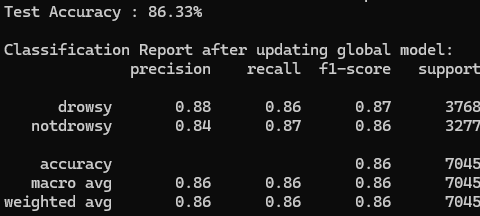 Test Accuracy : 86.33%
Classification Report after updating global model:
precision recall f1-score support
drowsy 0.88 0.86 0.87 3768
notdrowsy 0.84 0.87 0.86 3277
accuracy 0.86 7045
macro avg 0.86 0.86 0.86 7045
weighted avg 0.86 0.86 0.86 7045